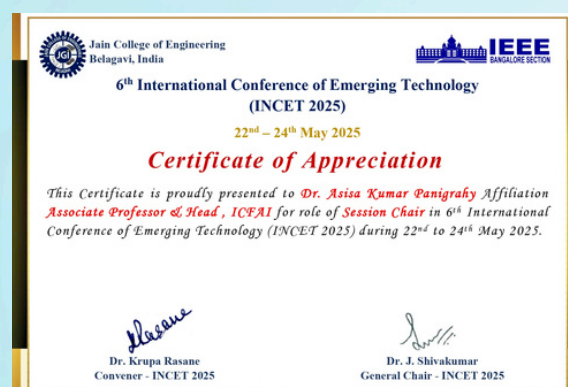 JGI
Jain College of Engineering
Belagavi, India
IEEE
BANGALORE SECTION
6th International Conference of Emerging Technology
(INCET 2025)
22nd – 24th May 2025
Certificate of Appreciation
This Certificate is proudly presented to Dr. Asisa Kumar Panigrahy Affiliation
Associate Professor & Head , ICFAI for role of Session Chair in 6th International
Conference of Emerging Technology (INCET 2025) during 22nd to 24th May 2025.
Dr. Krupa Rasane
Convener - INCET 2025
Dr. J. Shivakumar
General Chair - INCET 2025